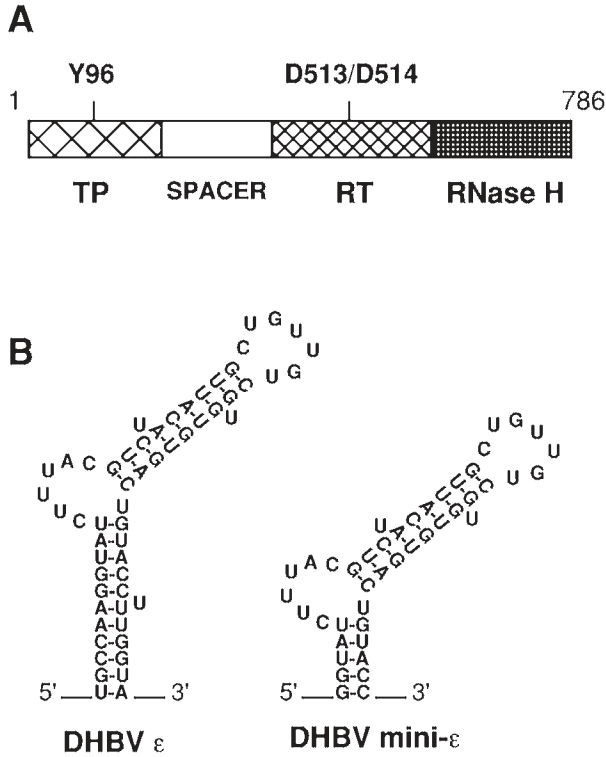 A
Y96
D513/D514
1
786
TP
SPACER
RT
RNase H
B
U G U U G U
C
G-C
U-G
U
U-G
A-U
C-G
A-U
U
C-G
U-A
G-C
U U U A C
C
U
U-G
A-U
U-A
G-C
G-C
A-U
U
A-U
C-G
C-G
G-U
5' U-A 3'
DHBV ε
U G U U G U
C
G-C
U-G
U
U-G
A-U
C-G
A-U
U
C-G
U-A
G-C
U U U A C
C
U
U-G
A-U
U-A
G-C
5' G-C 3'
DHBV mini-ε